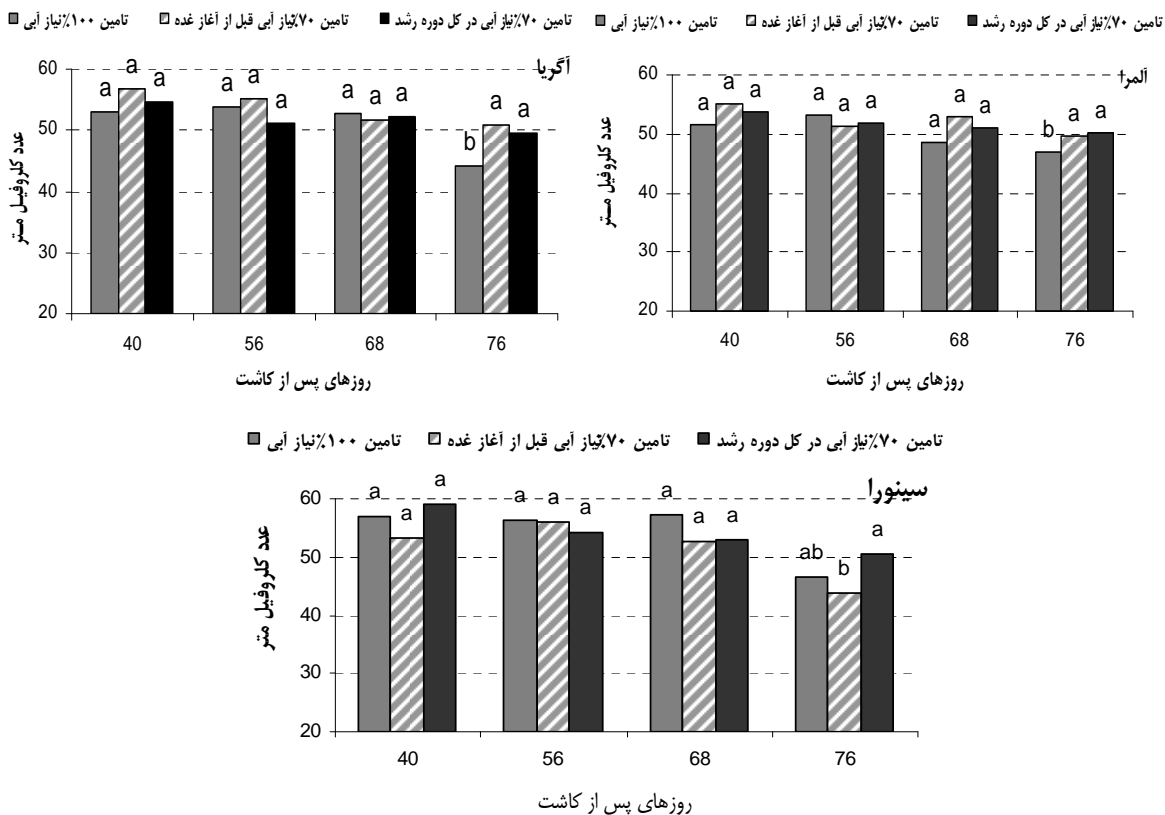 تامین ۱۰۰٪نیاز آبی تامین ۷۰٪نیاز آبی قبل از آغاز غده تامین ۷۰٪نیاز آبی در کل دوره رشد
آگریا
a a a a a a a a a b a a
60
50
40
30
20
عدد کلروفیل متر
40 56 68 76
روزهای پس از کاشت
تامین ۱۰۰٪نیاز آبی تامین ۷۰٪نیاز آبی قبل از آغاز غده تامین ۷۰٪نیاز آبی در کل دوره رشد
آلمرا
a a a a a a a a a b a a
60
50
40
30
20
عدد کلروفیل متر
40 56 68 76
روزهای پس از کاشت
تامین ۱۰۰٪نیاز آبی تامین ۷۰٪نیاز آبی قبل از آغاز غده تامین ۷۰٪نیاز آبی در کل دوره رشد
سینورا
a a a a a a a a a ab b a
60
50
40
30
20
عدد کلروفیل متر
40 56 68 76
روزهای پس از کاشت